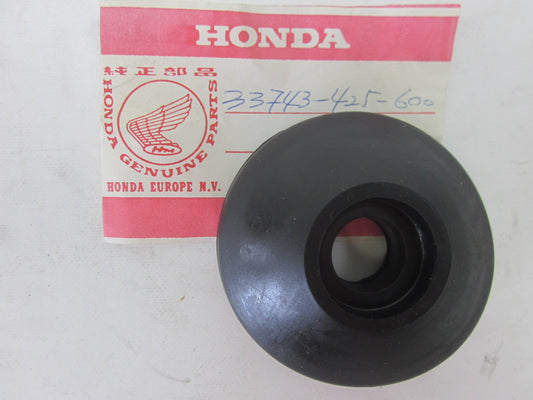 HONDA
純正部品
HONDA GENUINE PARTS
33743-425-600
HONDA EUROPE N.V.